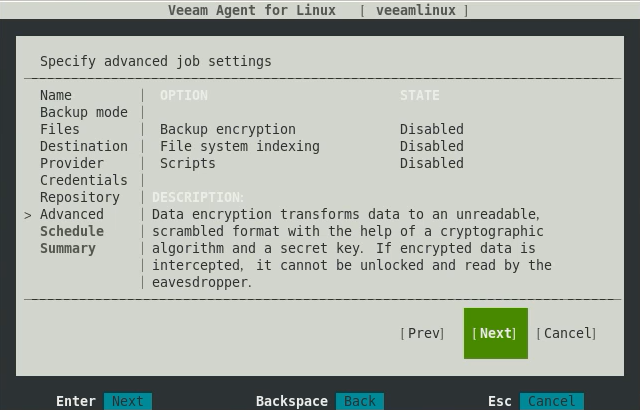 Veeam Agent for Linux [ veeamlinux ]
Specify advanced job settings
Name | OPTION STATE
Backup mode |
Files | Backup encryption Disabled
Destination | File system indexing Disabled
Provider | Scripts Disabled
Credentials |
Repository | DESCRIPTION:
> Advanced | Data encryption transforms data to an unreadable,
Schedule | scrambled format with the help of a cryptographic
Summary | algorithm and a secret key. If encrypted data is
| intercepted, it cannot be unlocked and read by the
| eavesdropper.
[Prev] [Next] [Cancel]
Enter Next Backspace Back Esc Cancel